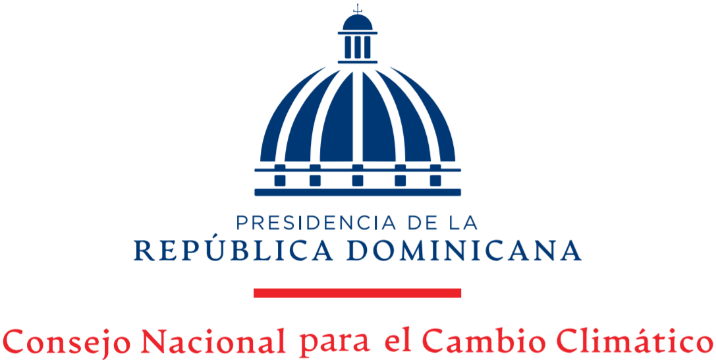 PRESIDENCIA DE LA
REPÚBLICA DOMINICANA
Consejo Nacional para el Cambio Climático